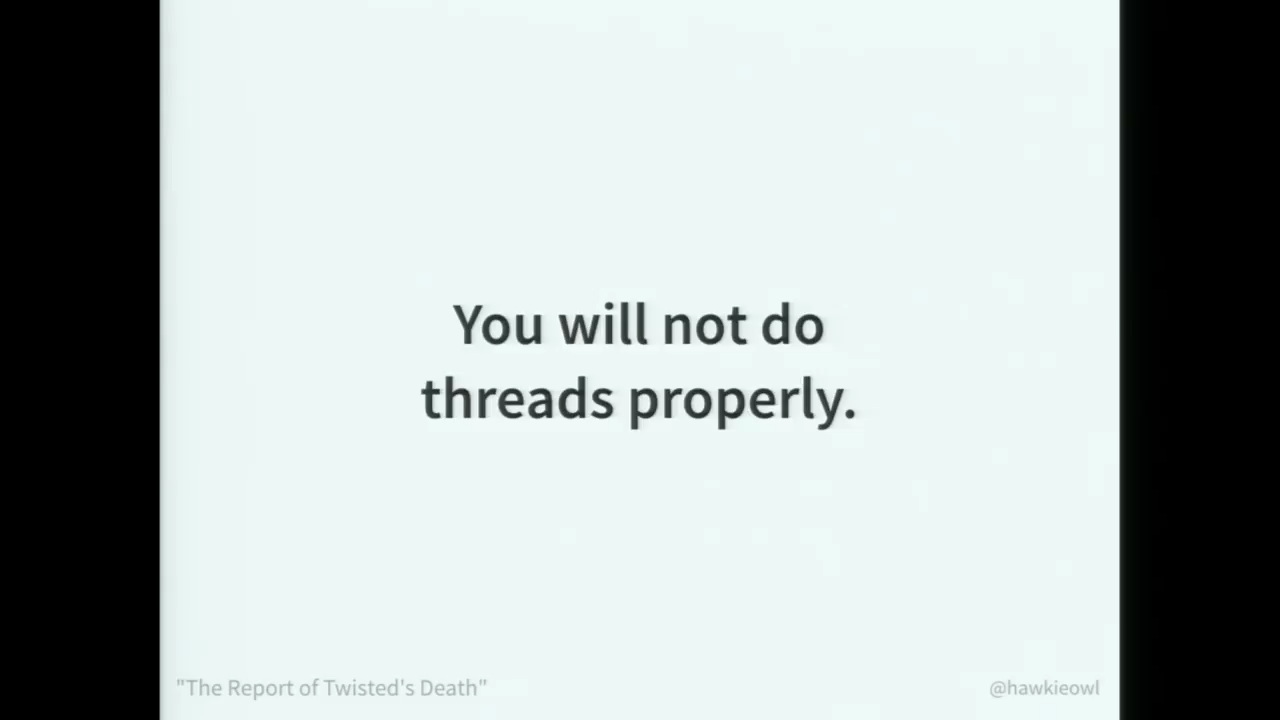 You will not do
threads properly.
"The Report of Twisted's Death"
@hawkieowl